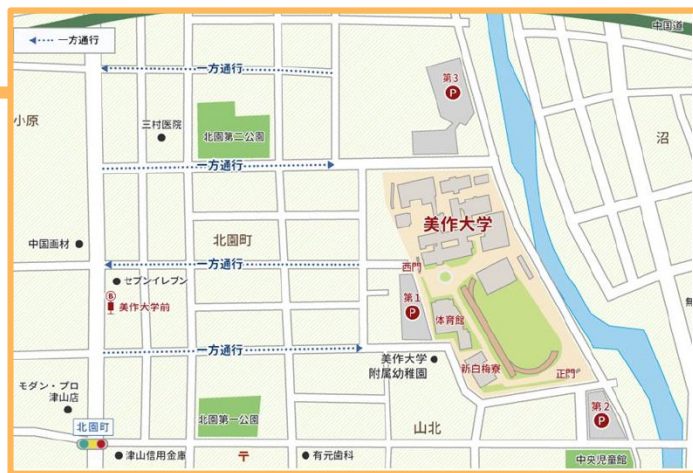 中国道
一方通行
一方通行
第3
P
小原
三村医院
北園第二公園
沼
一方通行
美作大学
北園町
中国画材
一方通行
西門
セブンイレブン
B
美作大学前
第1
P
体育館
一方通行
美作大学
附属幼稚園
新白梅寮
正門
モダン・プロ
津山店
北園第一公園
第2
P
北園町
山北
津山信用金庫
〒
有元歯科
中央児童館